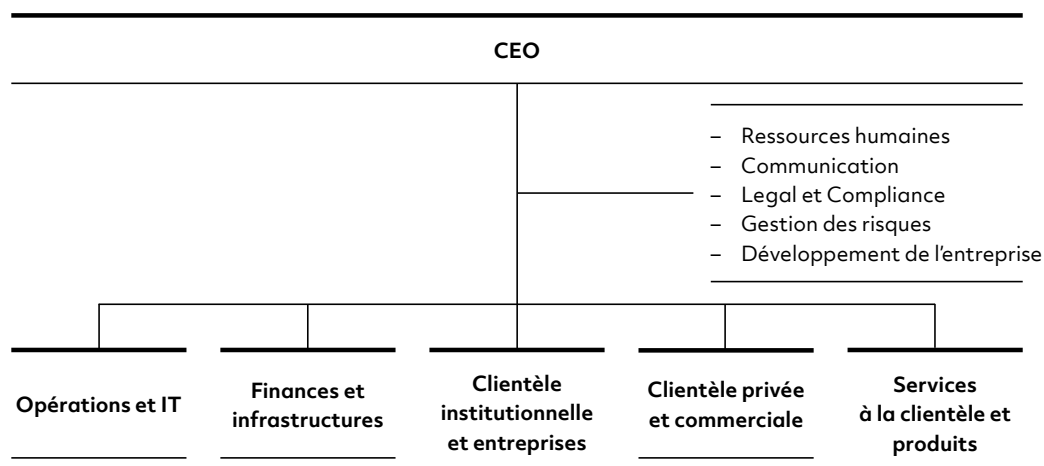 CEO
– Ressources humaines
– Communication
– Legal et Compliance
– Gestion des risques
– Développement de l'entreprise
Opérations et IT
Finances et
infrastructures
Clientèle
institutionnelle
et entreprises
Clientèle privée
et commerciale
Services
à la clientèle et
produits